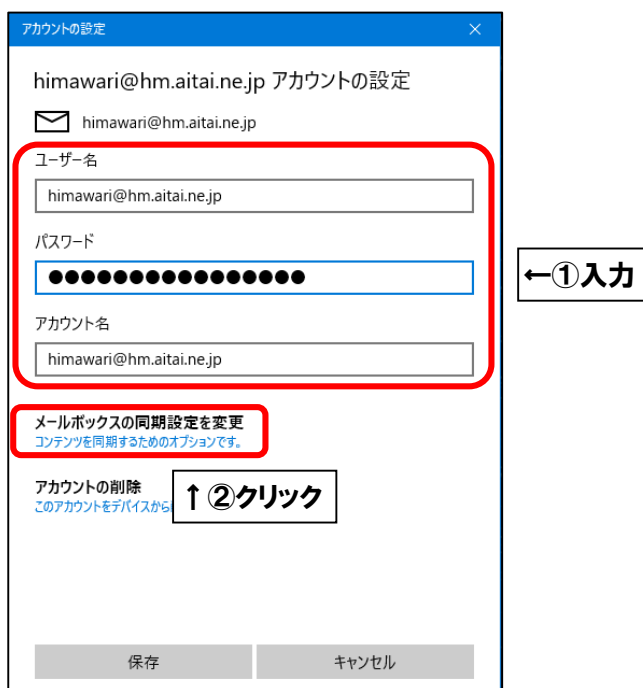 アカウントの設定
himawari@hm.aitai.ne.jp アカウントの設定
himawari@hm.aitai.ne.jp
ユーザー名
himawari@hm.aitai.ne.jp
パスワード
●●●●●●●●●●●●●●●●
←①入力
アカウント名
himawari@hm.aitai.ne.jp
メールボックスの同期設定を変更
コンテンツを同期するためのオプションです。
アカウントの削除
このアカウントをデバイスから
↑②クリック
保存
キャンセル